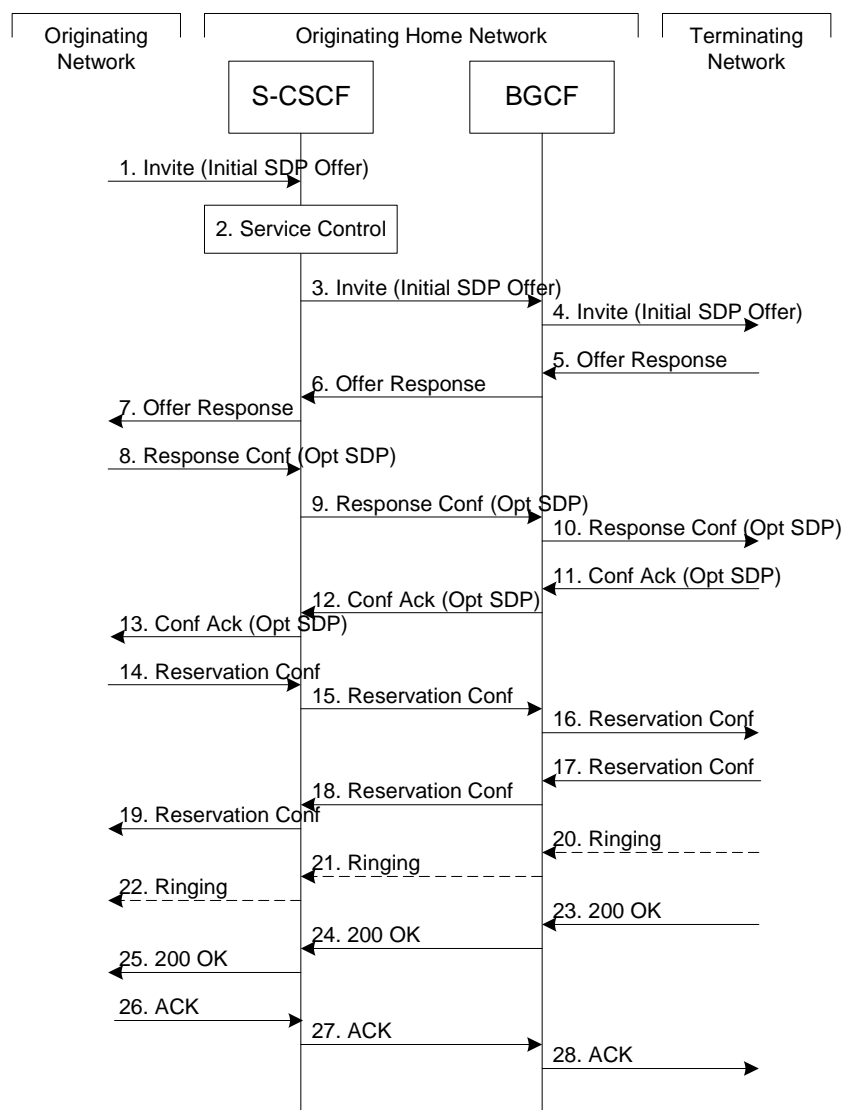 Originating
Network
Originating Home Network
Terminating
Network
S-CSCF
BGCF
1. Invite (Initial SDP Offer)
2. Service Control
3. Invite (Initial SDP Offer)
4. Invite (Initial SDP Offer)
5. Offer Response
6. Offer Response
7. Offer Response
8. Response Conf (Opt SDP)
9. Response Conf (Opt SDP)
10. Response Conf (Opt SDP)
11. Conf Ack (Opt SDP)
12. Conf Ack (Opt SDP)
13. Conf Ack (Opt SDP)
14. Reservation Conf
15. Reservation Conf
16. Reservation Conf
17. Reservation Conf
18. Reservation Conf
19. Reservation Conf
20. Ringing
21. Ringing
22. Ringing
23. 200 OK
24. 200 OK
25. 200 OK
26. ACK
27. ACK
28. ACK